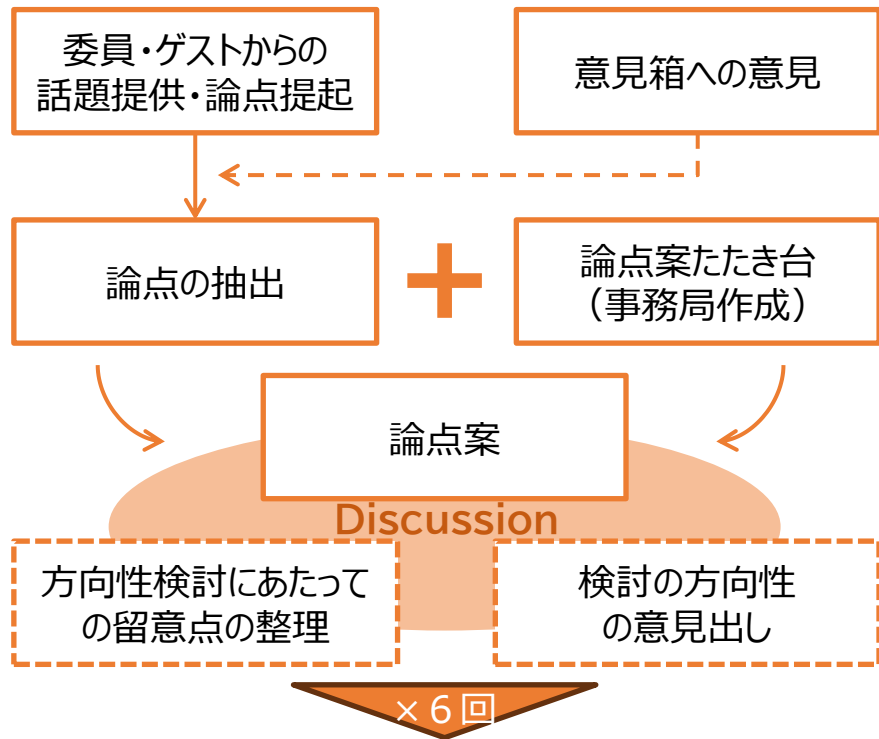 委員・ゲストからの
話題提供・論点提起
意見箱への意見
論点の抽出
論点案たたき台
（事務局作成）
論点案
Discussion
方向性検討にあたって
の留意点の整理
検討の方向性
の意見出し
×６回